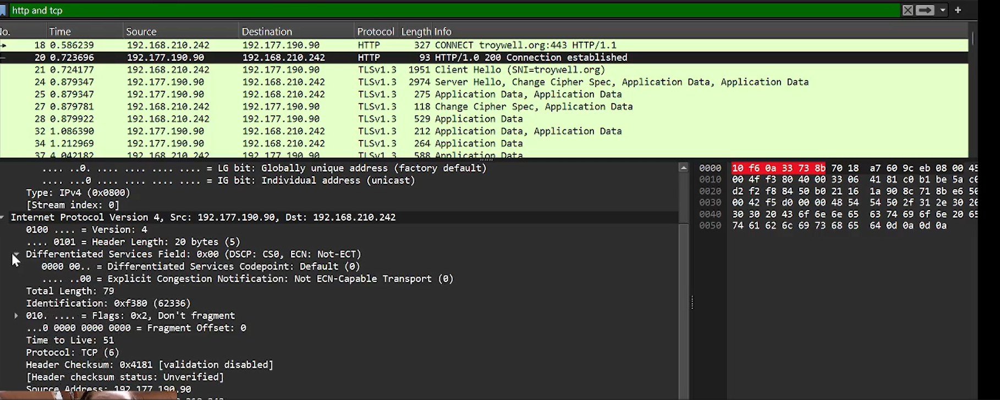 http and tcp
No. Time Source Destination Protocol Length Info
18 0.586239 192.168.210.242 192.177.190.90 HTTP 327 CONNECT troywell.org:443 HTTP/1.1
20 0.723696 192.177.190.90 192.168.210.242 HTTP 93 HTTP/1.0 200 Connection established
21 0.724177 192.168.210.242 192.177.190.90 TLSv1.3 1951 Client Hello (SNI=troywell.org)
24 0.879347 192.177.190.90 192.168.210.242 TLSv1.3 2974 Server Hello, Change Cipher Spec, Application Data, Application Data
25 0.879347 192.177.190.90 192.168.210.242 TLSv1.3 275 Application Data, Application Data
27 0.879781 192.168.210.242 192.177.190.90 TLSv1.3 118 Change Cipher Spec, Application Data
28 0.879922 192.168.210.242 192.177.190.90 TLSv1.3 529 Application Data
32 1.086390 192.177.190.90 192.168.210.242 TLSv1.3 212 Application Data, Application Data
34 1.212969 192.177.190.90 192.168.210.242 TLSv1.3 264 Application Data
37 4.042182 192.168.210.242 192.177.190.90 TLSv1.3 588 Application Data
.... ..0. .... .... .... .... = LG bit: Globally unique address (factory default)
.... ...0 .... .... .... .... = IG bit: Individual address (unicast)
Type: IPv4 (0x0800)
[Stream index: 0]
Internet Protocol Version 4, Src: 192.177.190.90, Dst: 192.168.210.242
0100 .... = Version: 4
.... 0101 = Header Length: 20 bytes (5)
Differentiated Services Field: 0x00 (DSCP: CS0, ECN: Not-ECT)
0000 00.. = Differentiated Services Codepoint: Default (0)
.... ..00 = Explicit Congestion Notification: Not ECN-Capable Transport (0)
Total Length: 79
Identification: 0xf380 (62336)
010. .... = Flags: 0x2, Don't fragment
...0 0000 0000 0000 = Fragment Offset: 0
Time to Live: 51
Protocol: TCP (6)
Header Checksum: 0x4181 [validation disabled]
[Header checksum status: Unverified]
Source Address: 192.177.190.90
0000 10 f6 0a 33 73 8b 70 18 a7 60 9c eb 08 00 45
0010 00 4f f3 80 40 00 33 06 41 81 c0 b1 be 5a c0
0020 d2 f2 f8 84 50 b0 21 16 1a 90 8c 71 8b e6 50
0030 00 42 f5 d0 00 00 48 54 54 50 2f 31 2e 30 20
0040 30 30 20 43 6f 6e 6e 65 63 74 69 6f 6e 20 65
0050 74 61 62 6c 69 73 68 65 64 0d 0a 0d 0a